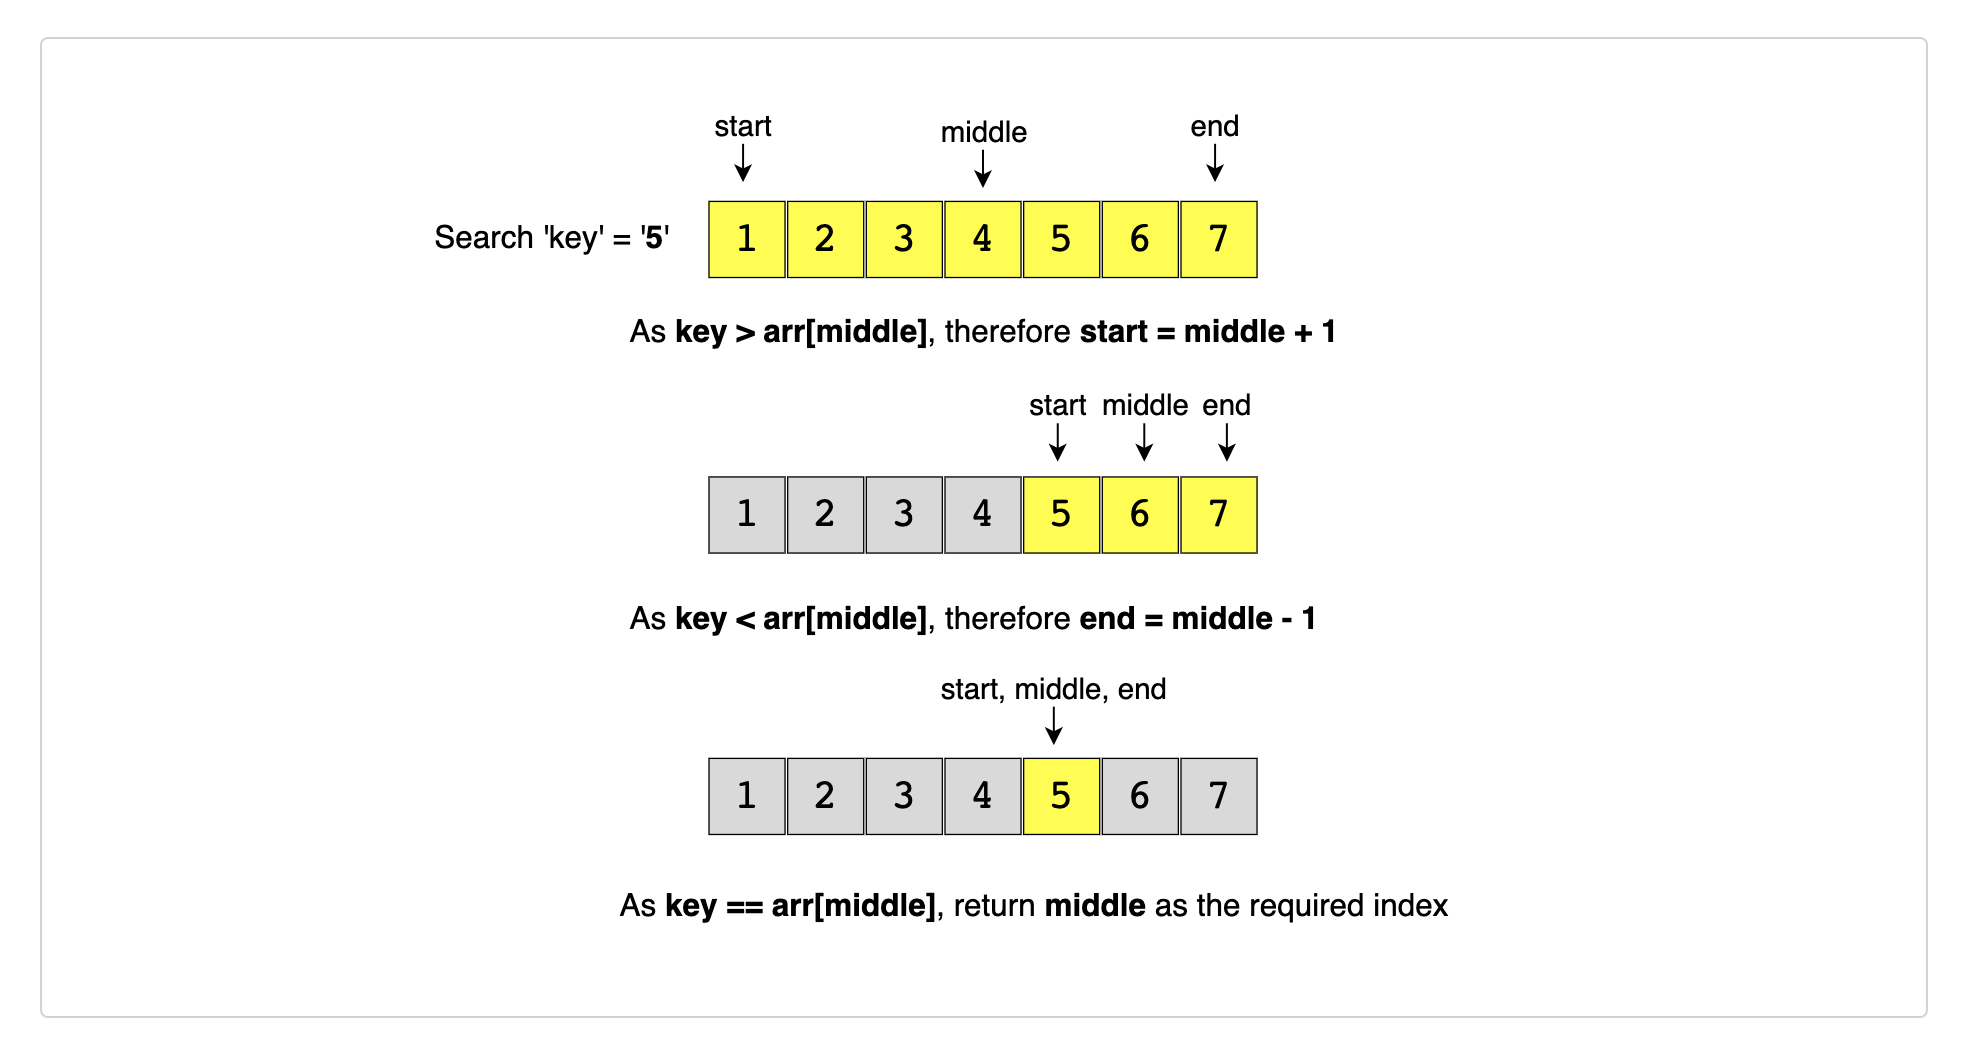 start middle end
Search 'key' = '5' 1 2 3 4 5 6 7
As key > arr[middle], therefore start = middle + 1
start middle end
1 2 3 4 5 6 7
As key < arr[middle], therefore end = middle - 1
start, middle, end
1 2 3 4 5 6 7
As key == arr[middle], return middle as the required index